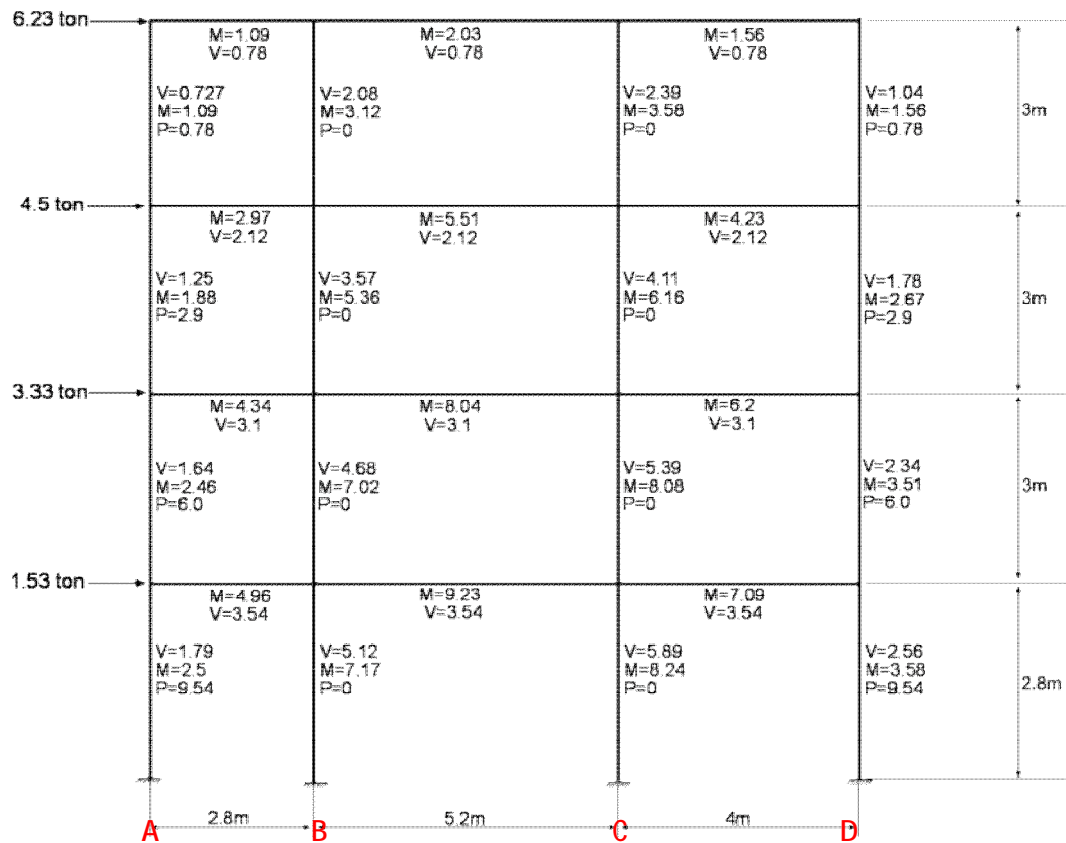 6.23 ton
M=1.09
V=0.78
M=2.03
V=0.78
M=1.56
V=0.78
V=0.727
M=1.09
P=0.78
V=2.08
M=3.12
P=0
V=2.39
M=3.58
P=0
V=1.04
M=1.56
P=0.78
3m
4.5 ton
M=2.97
V=2.12
M=5.51
V=2.12
M=4.23
V=2.12
V=1.25
M=1.88
P=2.9
V=3.57
M=5.36
P=0
V=4.11
M=6.16
P=0
V=1.78
M=2.67
P=2.9
3m
3.33 ton
M=4.34
V=3.1
M=8.04
V=3.1
M=6.2
V=3.1
V=1.64
M=2.46
P=6.0
V=4.68
M=7.02
P=0
V=5.39
M=8.08
P=0
V=2.34
M=3.51
P=6.0
3m
1.53 ton
M=4.96
V=3.54
M=9.23
V=3.54
M=7.09
V=3.54
V=1.79
M=2.5
P=9.54
V=5.12
M=7.17
P=0
V=5.89
M=8.24
P=0
V=2.56
M=3.58
P=9.54
2.8m
2.8m
5.2m
4m
A
B
C
D